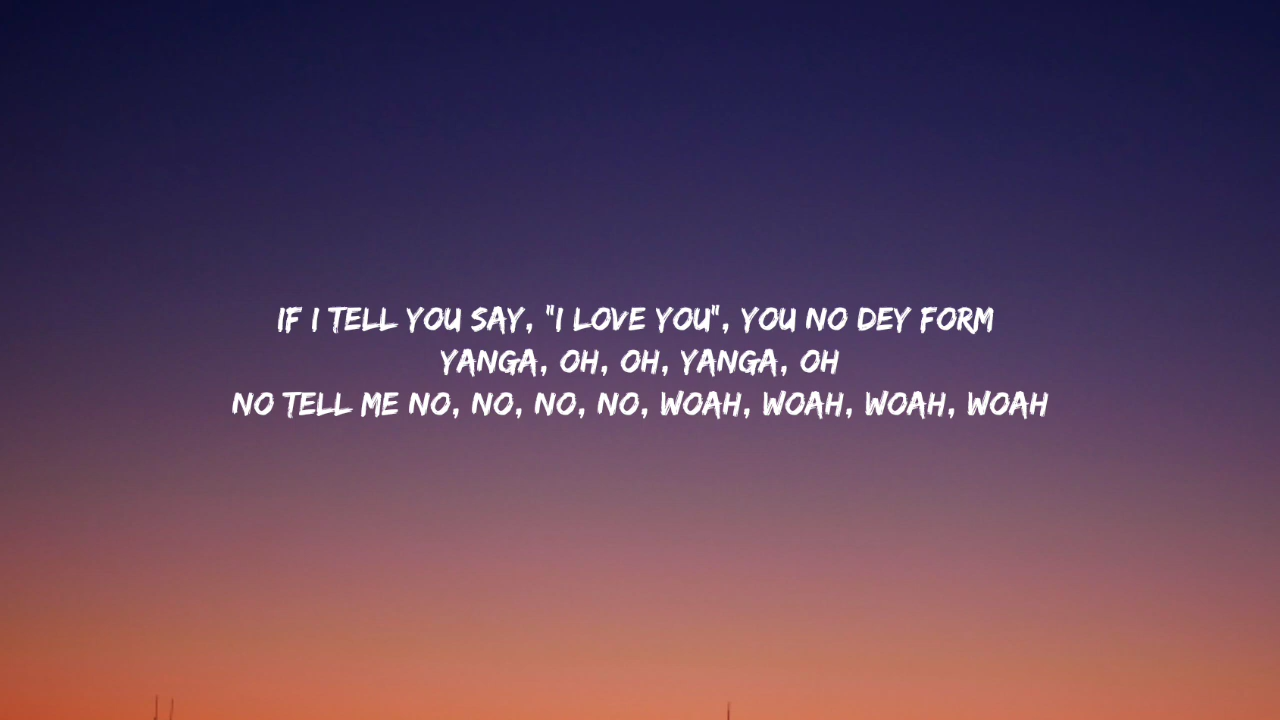 IF I TELL YOU SAY, "I LOVE YOU", YOU NO DEY FORM
YANGA, OH, OH, YANGA, OH
NO TELL ME NO, NO, NO, NO, WOAH, WOAH, WOAH, WOAH